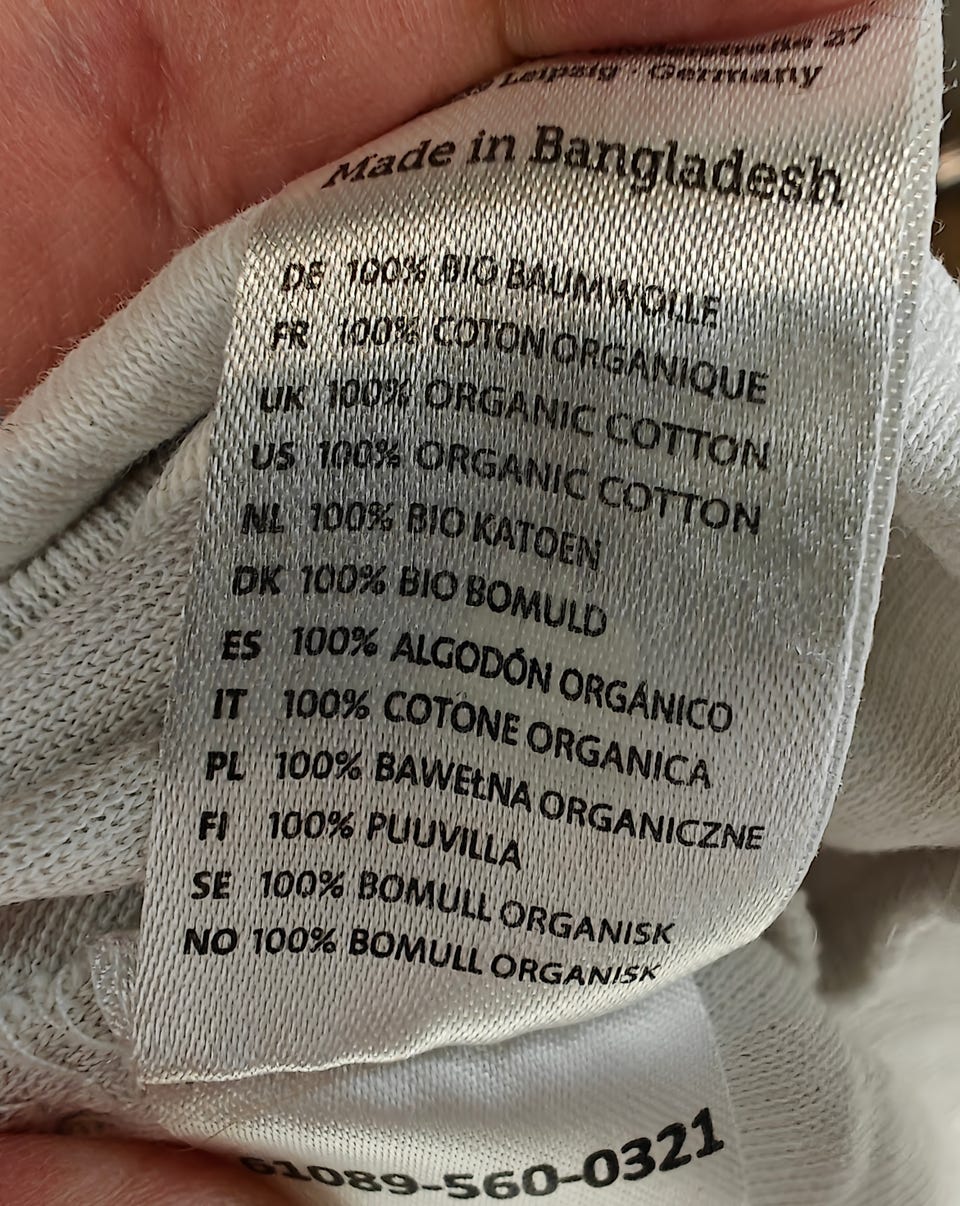 27
Leipzig · Germany
Made in Bangladesh
DE 100% BIO BAUMWOLLE
FR 100% COTON ORGANIQUE
UK 100% ORGANIC COTTON
US 100% ORGANIC COTTON
NL 100% BIO KATOEN
DK 100% BIO BOMULD
ES 100% ALGODÓN ORGÁNICO
IT 100% COTONE ORGANICA
PL 100% BAWEŁNA ORGANICZNE
FI 100% PUUVILLA
SE 100% BOMULL ORGANISK
NO 100% BOMULL ORGANISK
61089-560-0321